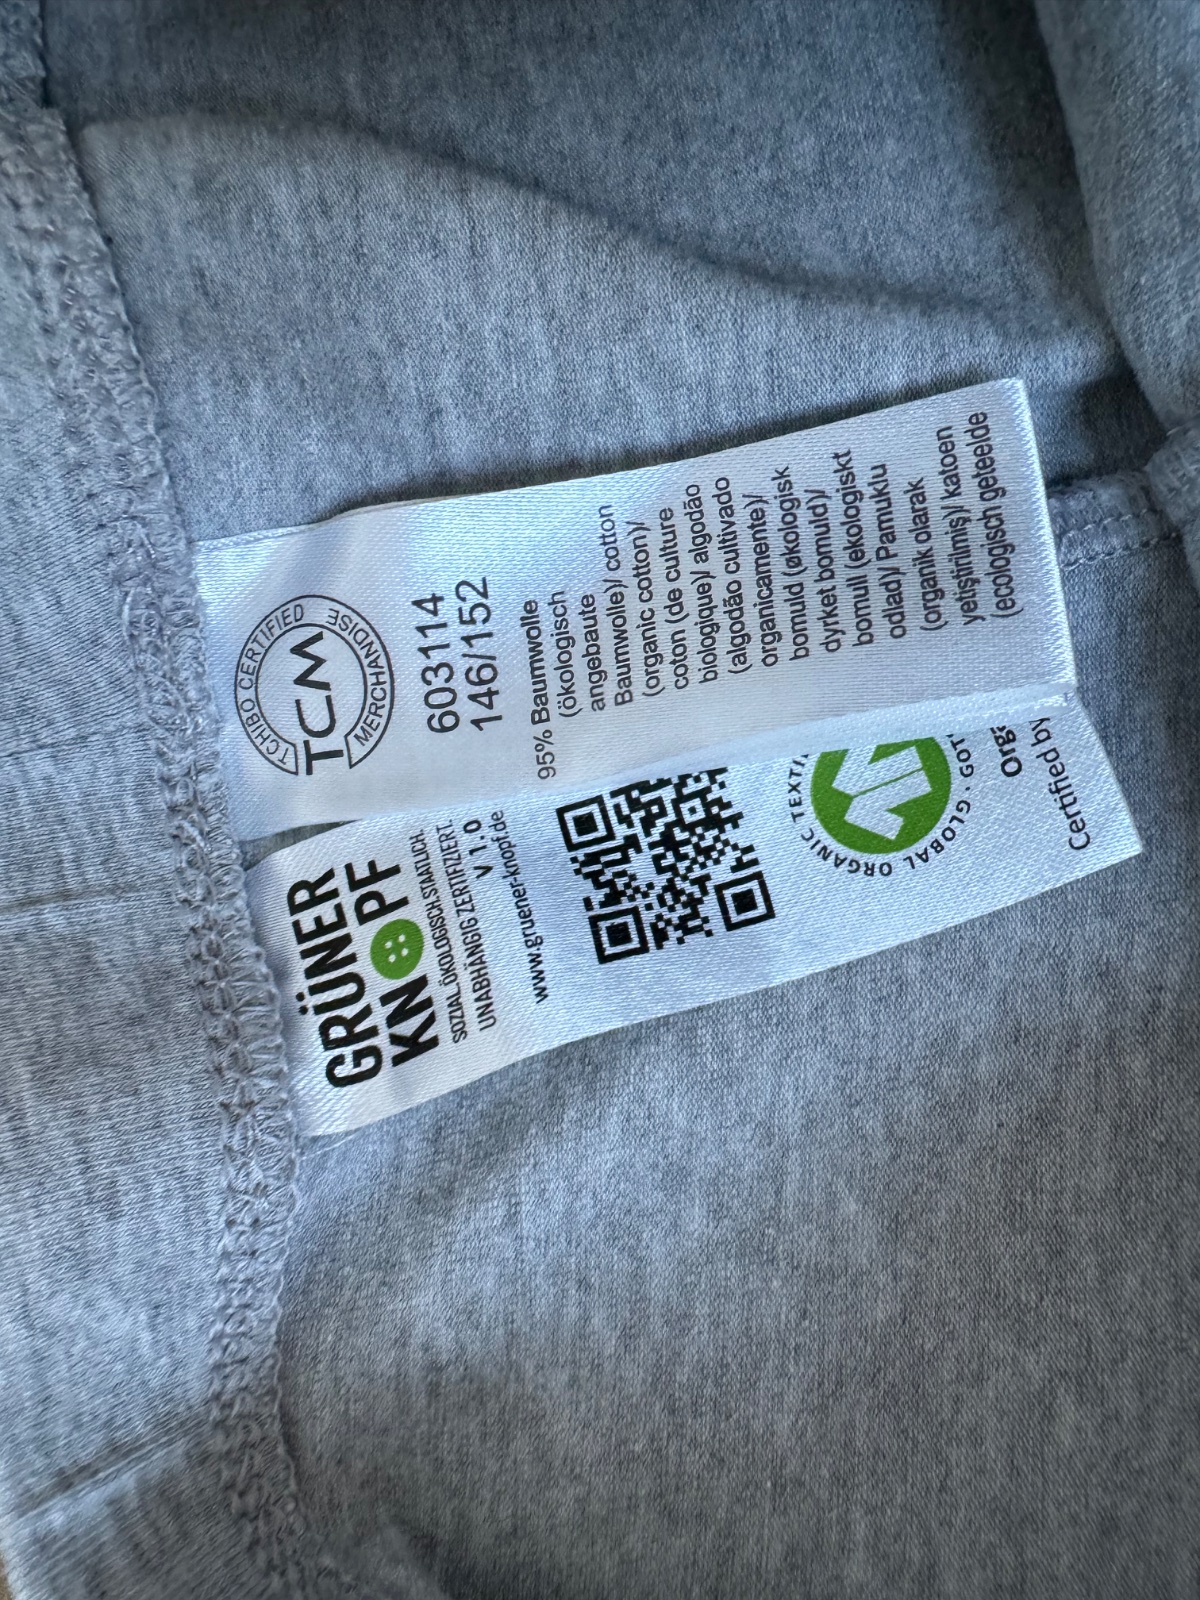 TCHIBO CERTIFIED
TCM
MERCHANDISE
603114
146/152
95% Baumwolle
(ökologisch
angebaute
Baumwolle)/ cotton
(organic cotton)/
coton (de culture
biologique)/ algodão
(algodão cultivado
organicamente)/
bomuld (økologisk
dyrket bomuld)/
bomull (ekologiskt
odlad)/ Pamuklu
(organik olarak
yetiştirilmiş)/ katoen
(ecologisch geteelde
GRÜNER
KNOPF
SOZIAL. ÖKOLOGISCH. STAATLICH.
UNABHÄNGIG ZERTIFIZIERT.
V 1.0
www.gruener-knopf.de
GLOBAL ORGANIC TEXTI
GOT
Org
Certified by